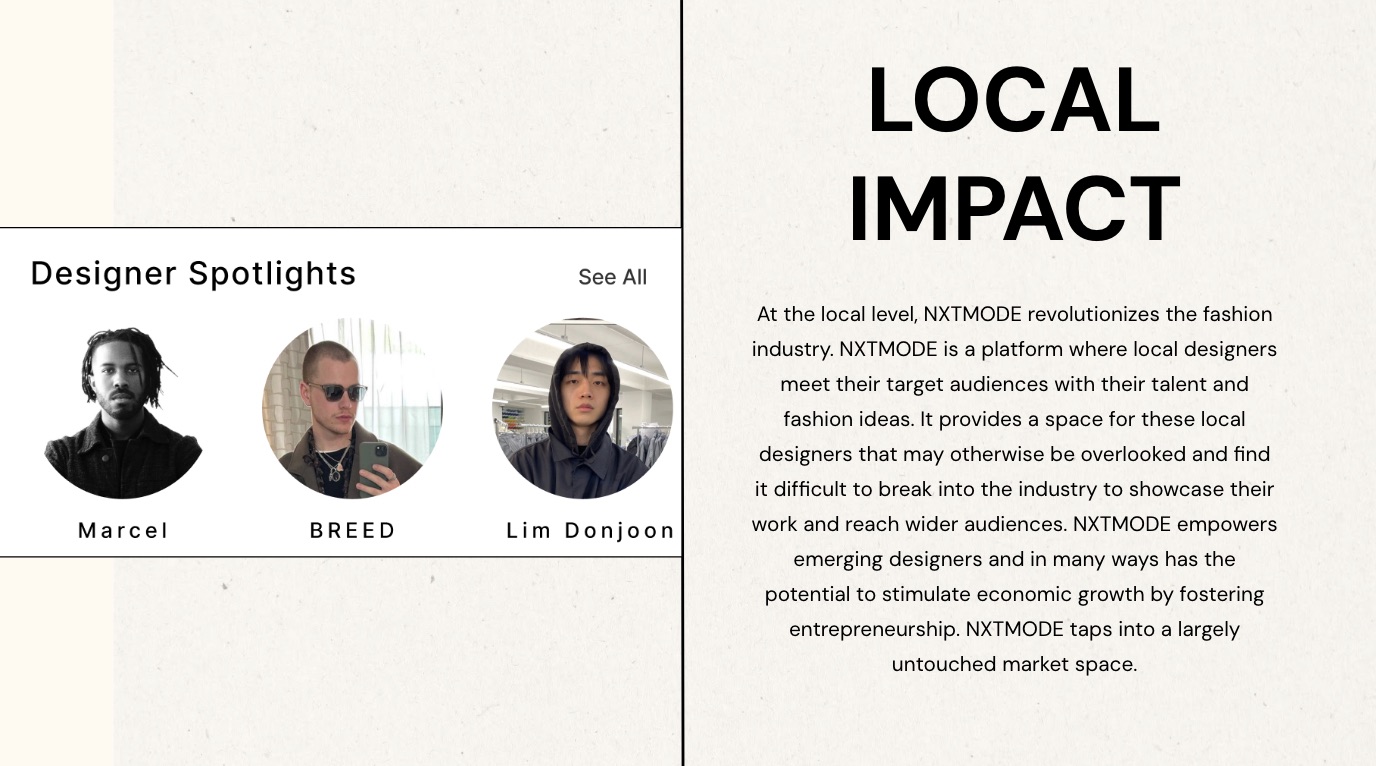 Designer Spotlights
See All
Marcel
BREED
Lim Donjoon
LOCAL
IMPACT
At the local level, NXTMODE revolutionizes the fashion
industry. NXTMODE is a platform where local designers
meet their target audiences with their talent and
fashion ideas. It provides a space for these local
designers that may otherwise be overlooked and find
it difficult to break into the industry to showcase their
work and reach wider audiences. NXTMODE empowers
emerging designers and in many ways has the
potential to stimulate economic growth by fostering
entrepreneurship. NXTMODE taps into a largely
untouched market space.